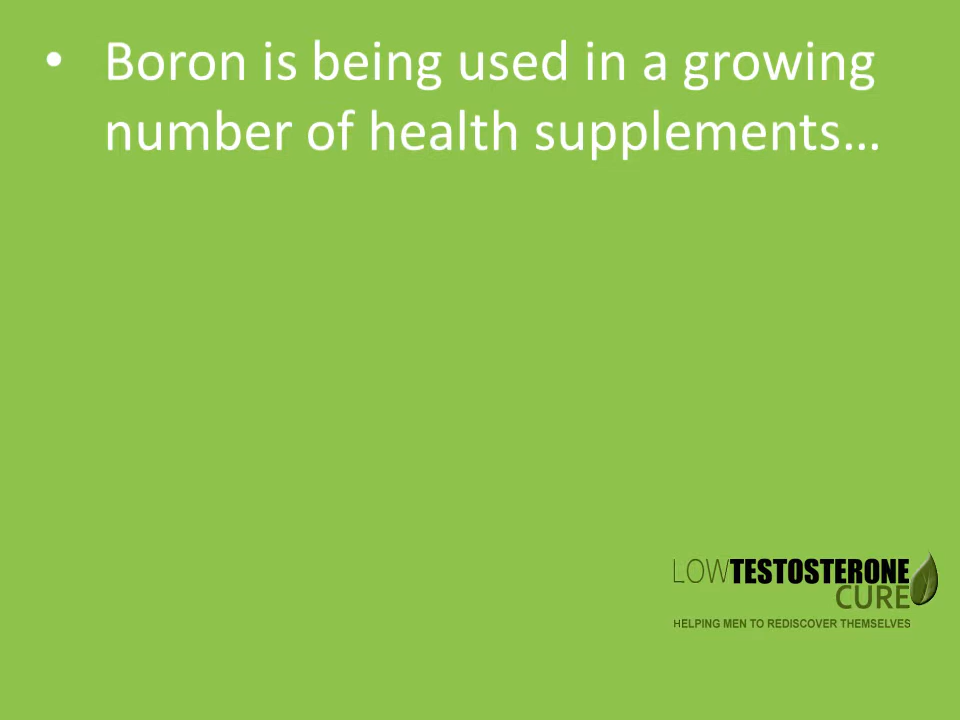 • Boron is being used in a growing
number of health supplements…
LOWTESTOSTERONE
CURE
HELPING MEN TO REDISCOVER THEMSELVES